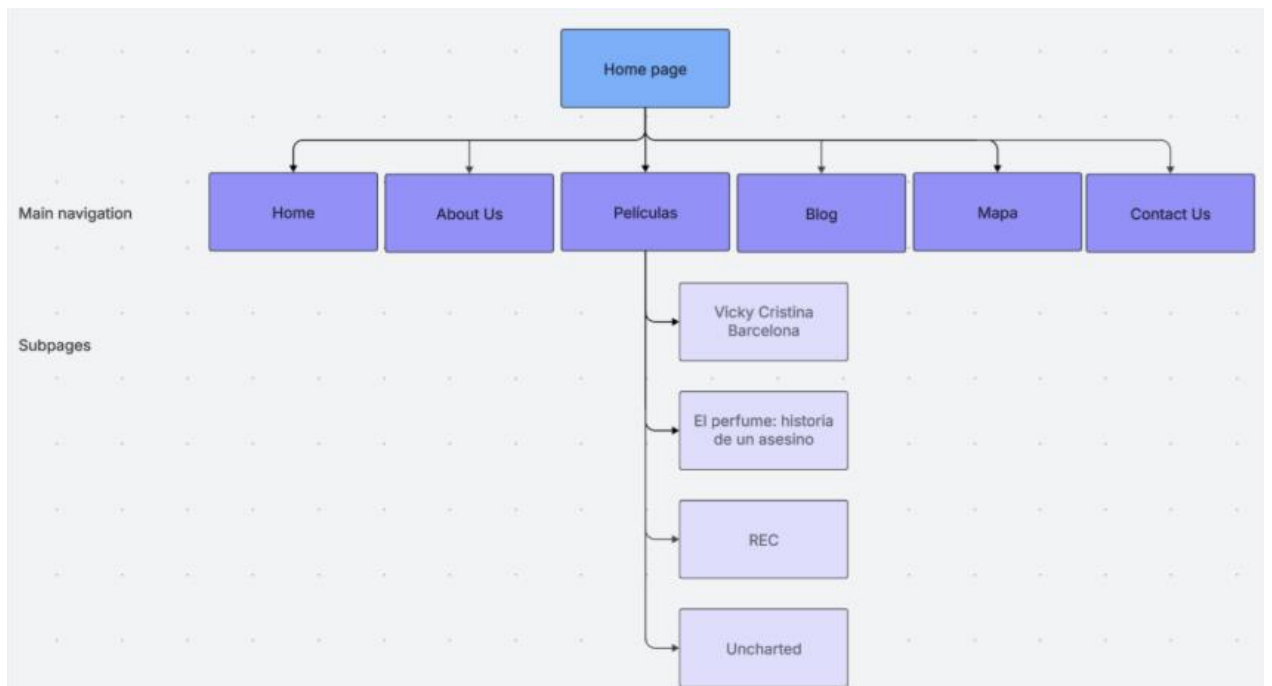 Home page
Main navigation
Home
About Us
Películas
Blog
Mapa
Contact Us
Subpages
Vicky Cristina
Barcelona
El perfume: historia
de un asesino
REC
Uncharted